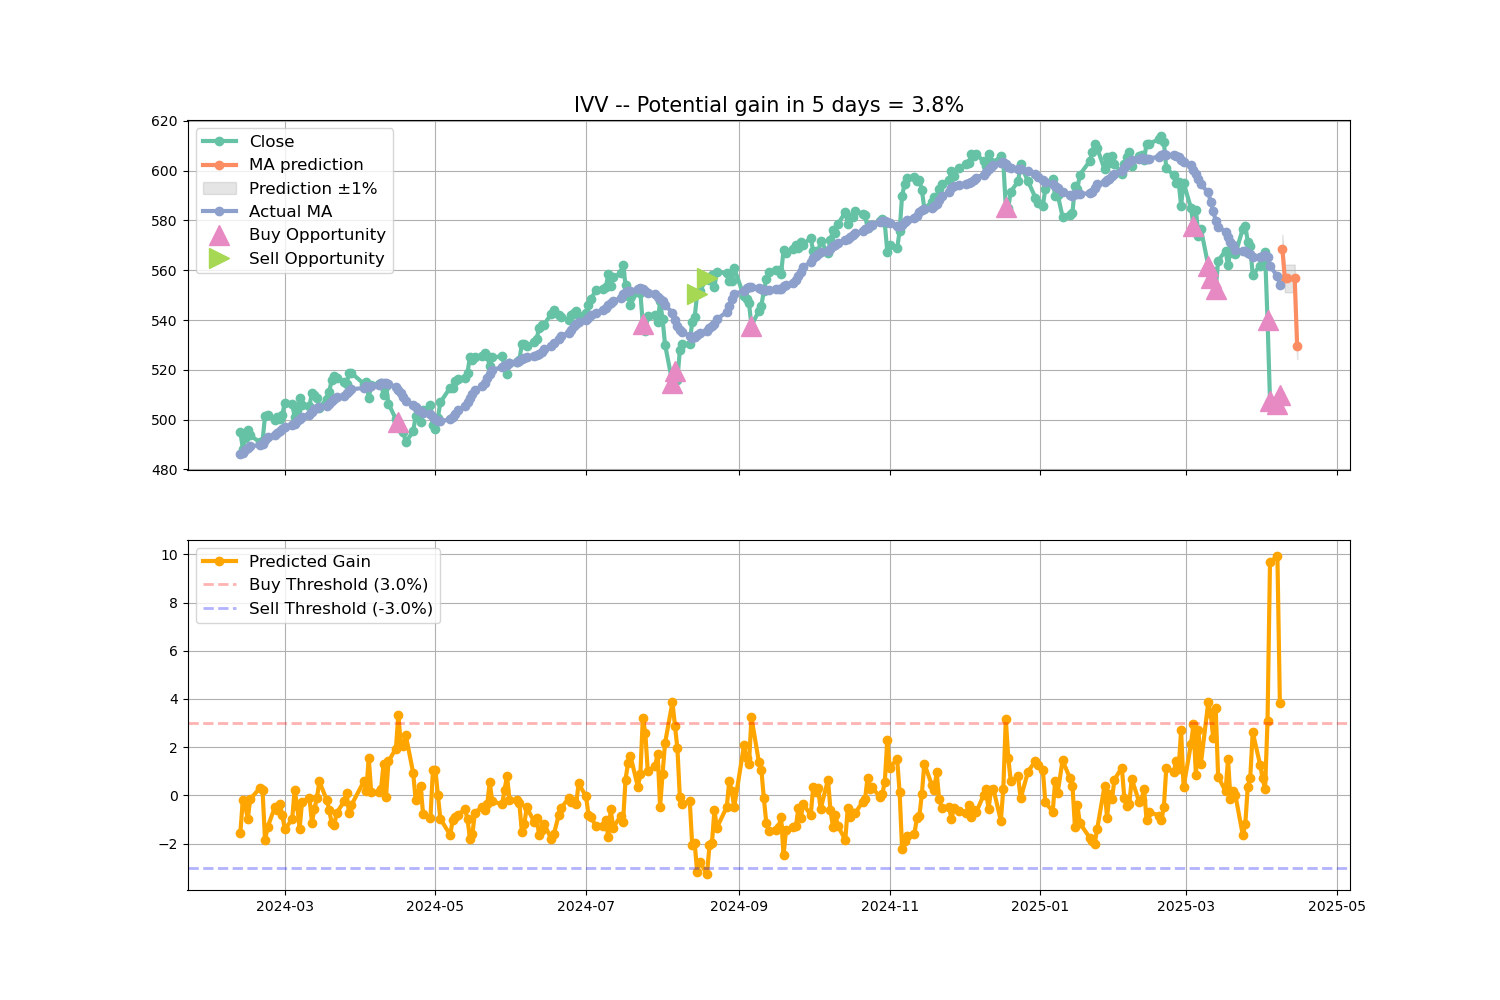 IVV -- Potential gain in 5 days = 3.8%
620
600
580
560
540
520
500
480
Close
MA prediction
Prediction ±1%
Actual MA
Buy Opportunity
Sell Opportunity
10
8
6
4
2
0
−2
Predicted Gain
Buy Threshold (3.0%)
Sell Threshold (-3.0%)
2024-03
2024-05
2024-07
2024-09
2024-11
2025-01
2025-03
2025-05